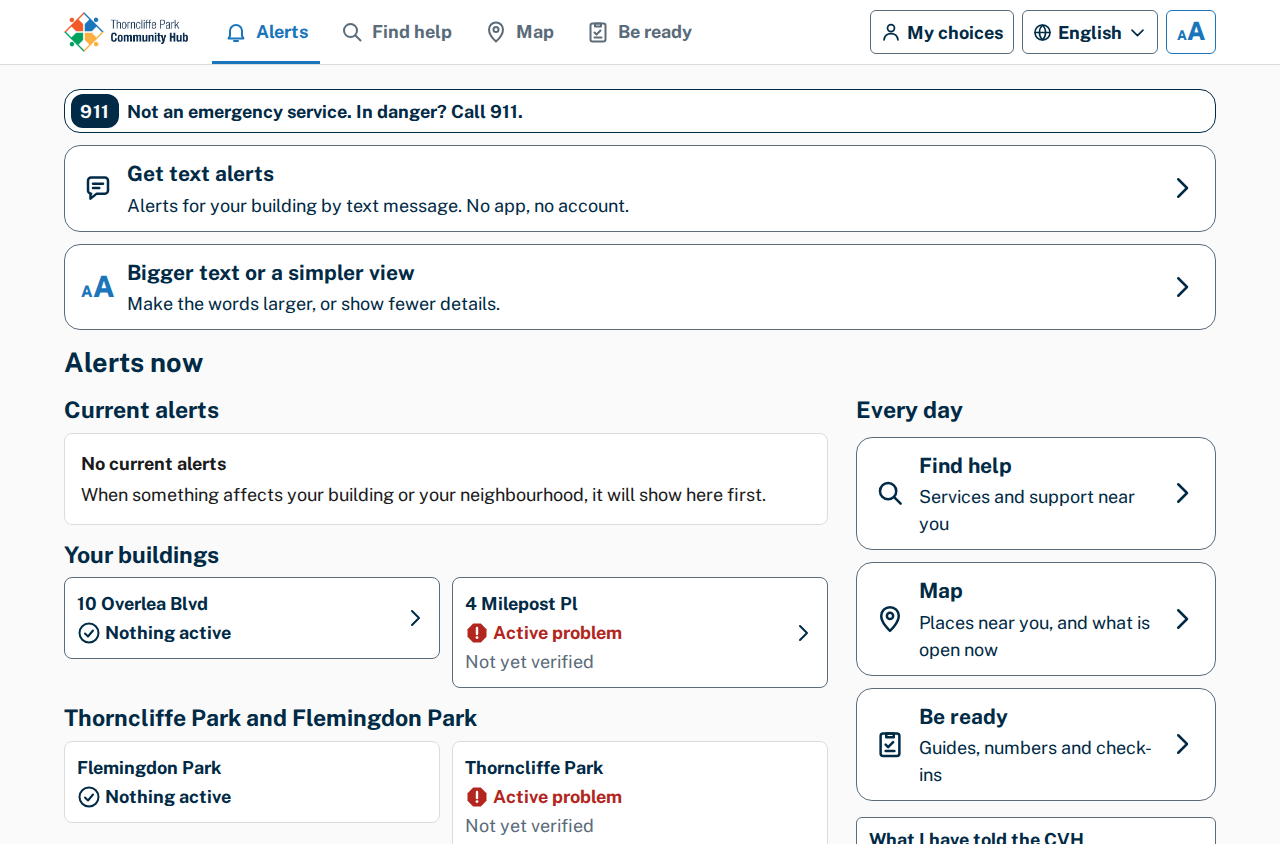 Thorncliffe Park
Community Hub
Alerts
Find help
Map
Be ready
My choices
English
AA
911 Not an emergency service. In danger? Call 911.
Get text alerts
Alerts for your building by text message. No app, no account.
AA
Bigger text or a simpler view
Make the words larger, or show fewer details.
Alerts now
Current alerts
No current alerts
When something affects your building or your neighbourhood, it will show here first.
Your buildings
10 Overlea Blvd
Nothing active
4 Milepost Pl
Active problem
Not yet verified
Thorncliffe Park and Flemingdon Park
Flemingdon Park
Nothing active
Thorncliffe Park
Active problem
Not yet verified
Every day
Find help
Services and support near
you
Map
Places near you, and what is
open now
Be ready
Guides, numbers and check-
ins
What I have told the CVH